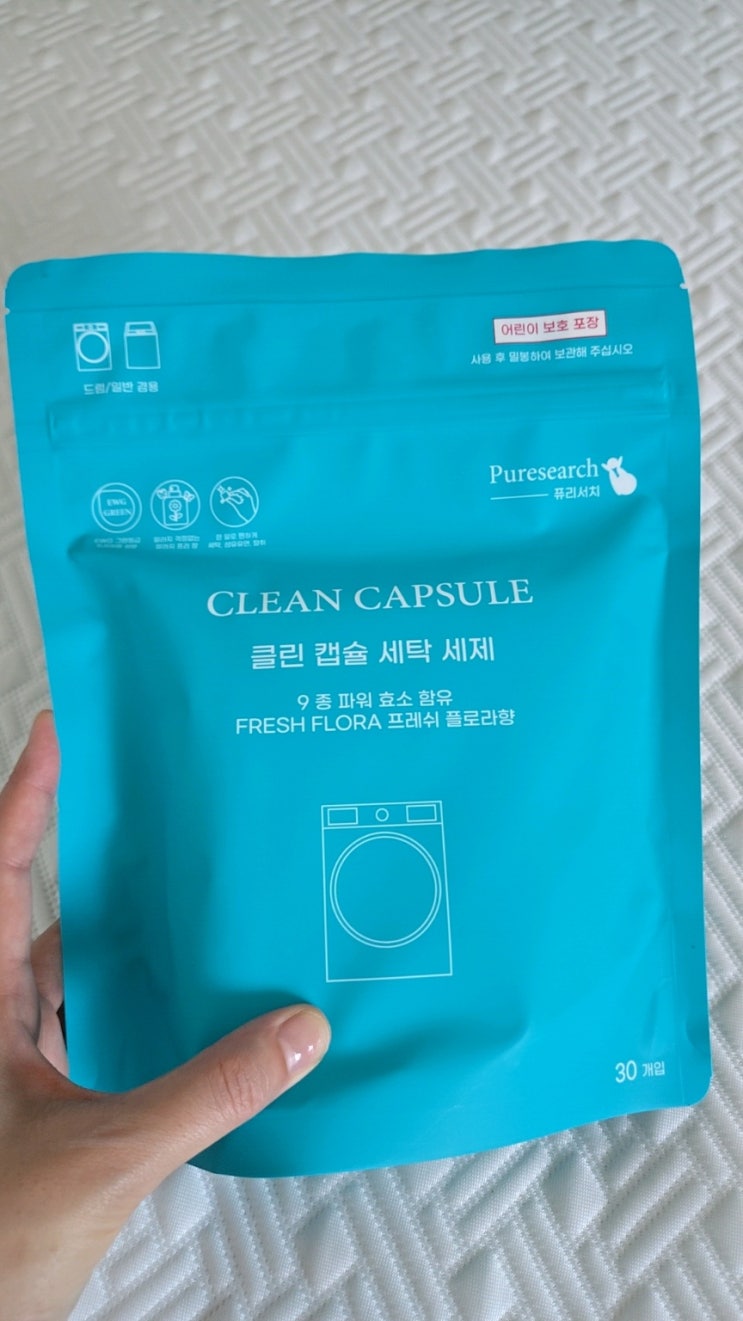 어린이 보호 포장
사용 후 밀봉하여 보관해 주십시오
드럼/일반 겸용
Puresearch
퓨리서치
EWG
GREEN
CLEAN CAPSULE
클린 캡슐 세탁 세제
9 종 파워 효소 함유
FRESH FLORA 프레쉬 플로라향
30 개입